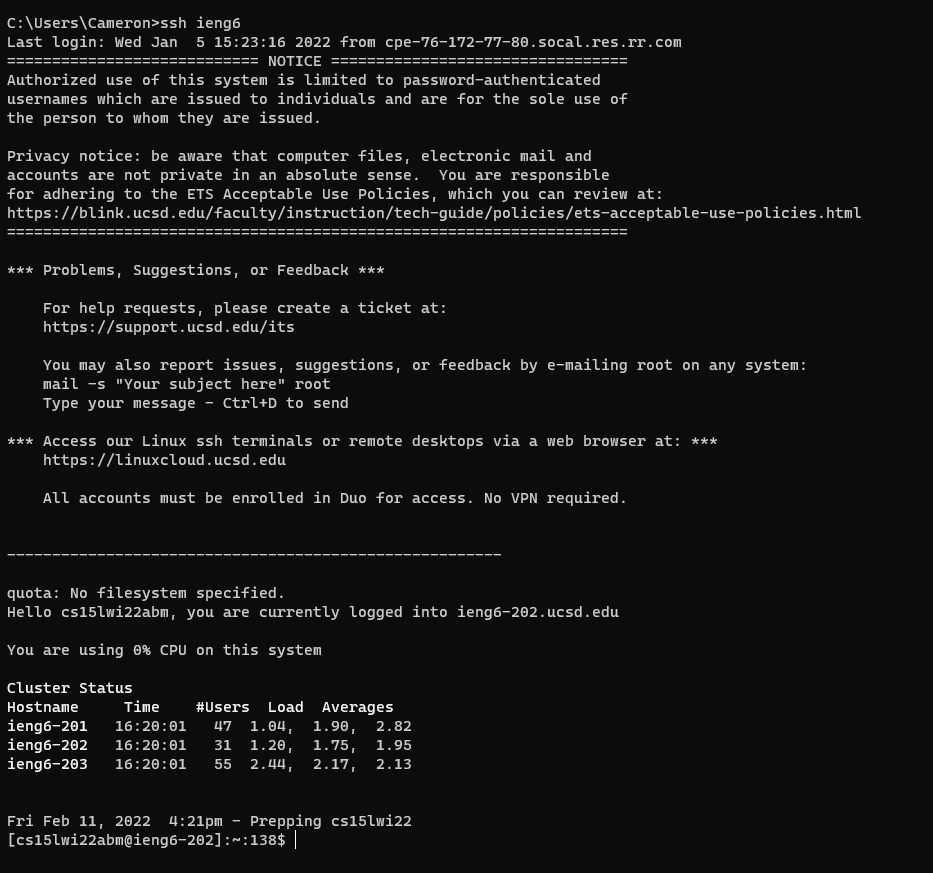 C:\Users\Cameron>ssh ieng6
Last login: Wed Jan  5 15:23:16 2022 from cpe-76-172-77-80.socal.res.rr.com
============================ NOTICE =================================
Authorized use of this system is limited to password-authenticated
usernames which are issued to individuals and are for the sole use of
the person to whom they are issued.

Privacy notice: be aware that computer files, electronic mail and
accounts are not private in an absolute sense.  You are responsible
for adhering to the ETS Acceptable Use Policies, which you can review at:
https://blink.ucsd.edu/faculty/instruction/tech-guide/policies/ets-acceptable-use-policies.html
=====================================================================

*** Problems, Suggestions, or Feedback ***

    For help requests, please create a ticket at:
    https://support.ucsd.edu/its

    You may also report issues, suggestions, or feedback by e-mailing root on any system:
    mail -s "Your subject here" root
    Type your message - Ctrl+D to send

*** Access our Linux ssh terminals or remote desktops via a web browser at: ***
    https://linuxcloud.ucsd.edu

    All accounts must be enrolled in Duo for access. No VPN required.


-------------------------------------------------------

quota: No filesystem specified.
Hello cs15lwi22abm, you are currently logged into ieng6-202.ucsd.edu

You are using 0% CPU on this system

Cluster Status
Hostname     Time    #Users  Load  Averages
ieng6-201   16:20:01   47  1.04,  1.90,  2.82
ieng6-202   16:20:01   31  1.20,  1.75,  1.95
ieng6-203   16:20:01   55  2.44,  2.17,  2.13


Fri Feb 11, 2022  4:21pm - Prepping cs15lwi22
[cs15lwi22abm@ieng6-202]:~:138$